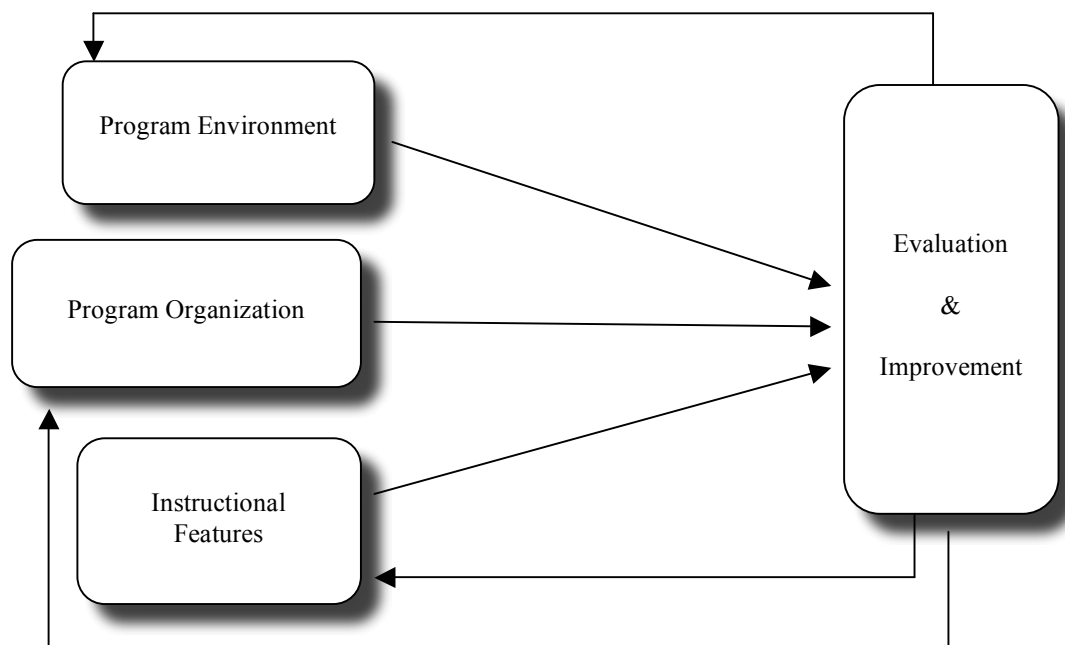 Program Environment
Program Organization
Instructional
Features
Evaluation
&
Improvement